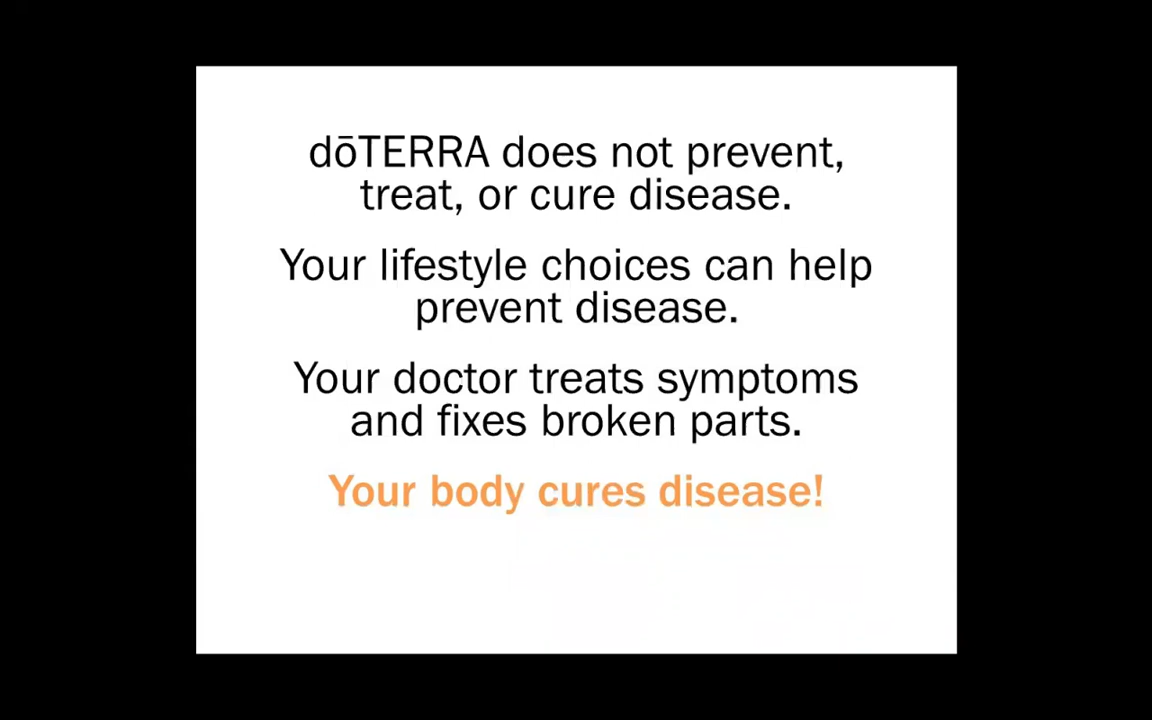 dōTERRA does not prevent,
treat, or cure disease.
Your lifestyle choices can help
prevent disease.
Your doctor treats symptoms
and fixes broken parts.
Your body cures disease!